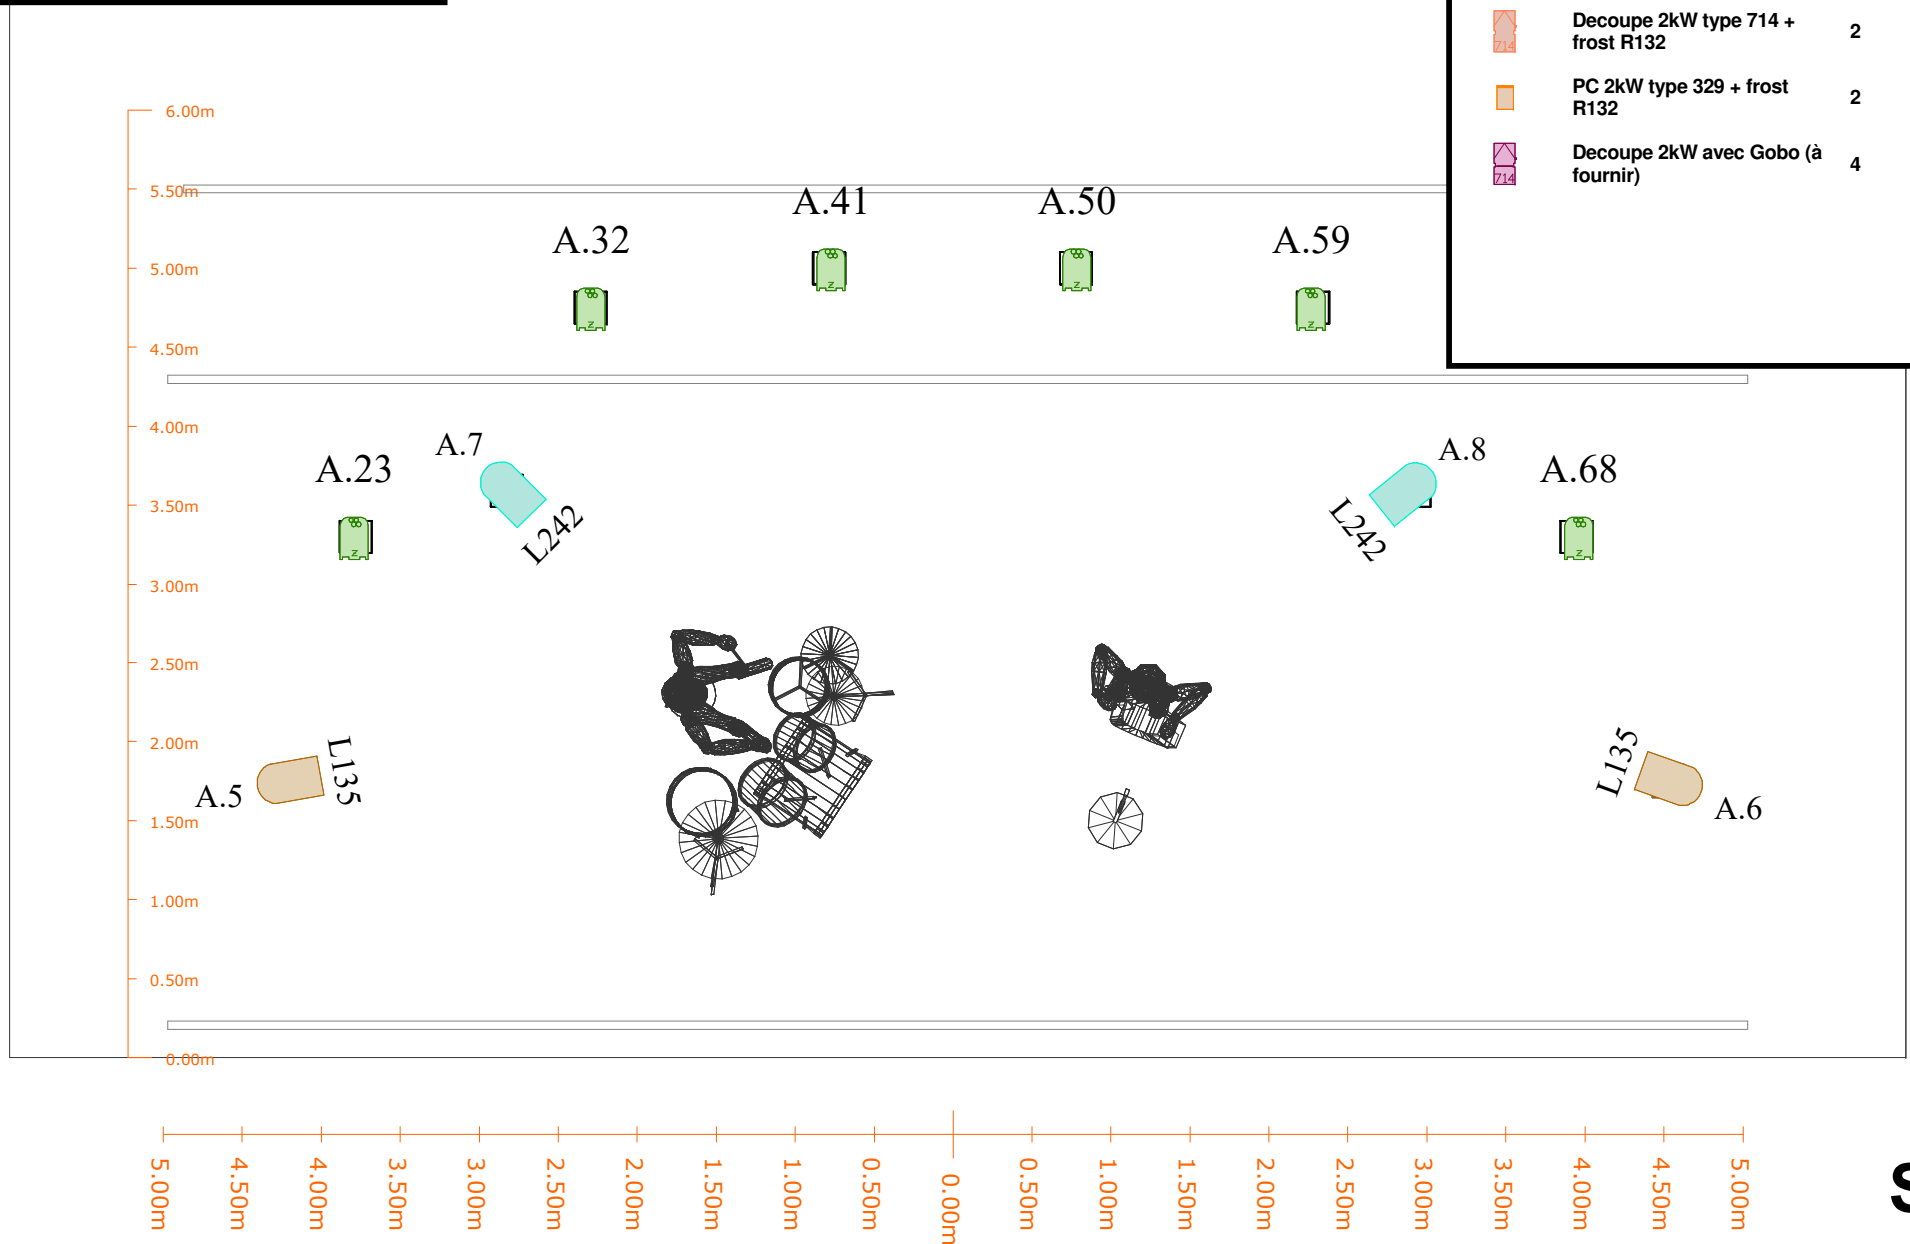 Decoupe 2kW type 714 +
frost R132
2
714
PC 2kW type 329 + frost
R132
2
Decoupe 2kW avec Gobo (à
fournir)
4
714
6.00m
5.50m
5.00m
4.50m
4.00m
3.50m
3.00m
2.50m
2.00m
1.50m
1.00m
0.50m
0.00m
A.41
A.50
A.32
A.59
Z
Z
Z
Z
A.7
A.8
A.23
A.68
L242
L242
Z
Z
L135
L135
A.5
A.6
5.00m
4.50m
4.00m
3.50m
3.00m
2.50m
2.00m
1.50m
1.00m
0.50m
0.00m
0.50m
1.00m
1.50m
2.00m
2.50m
3.00m
3.50m
4.00m
4.50m
5.00m